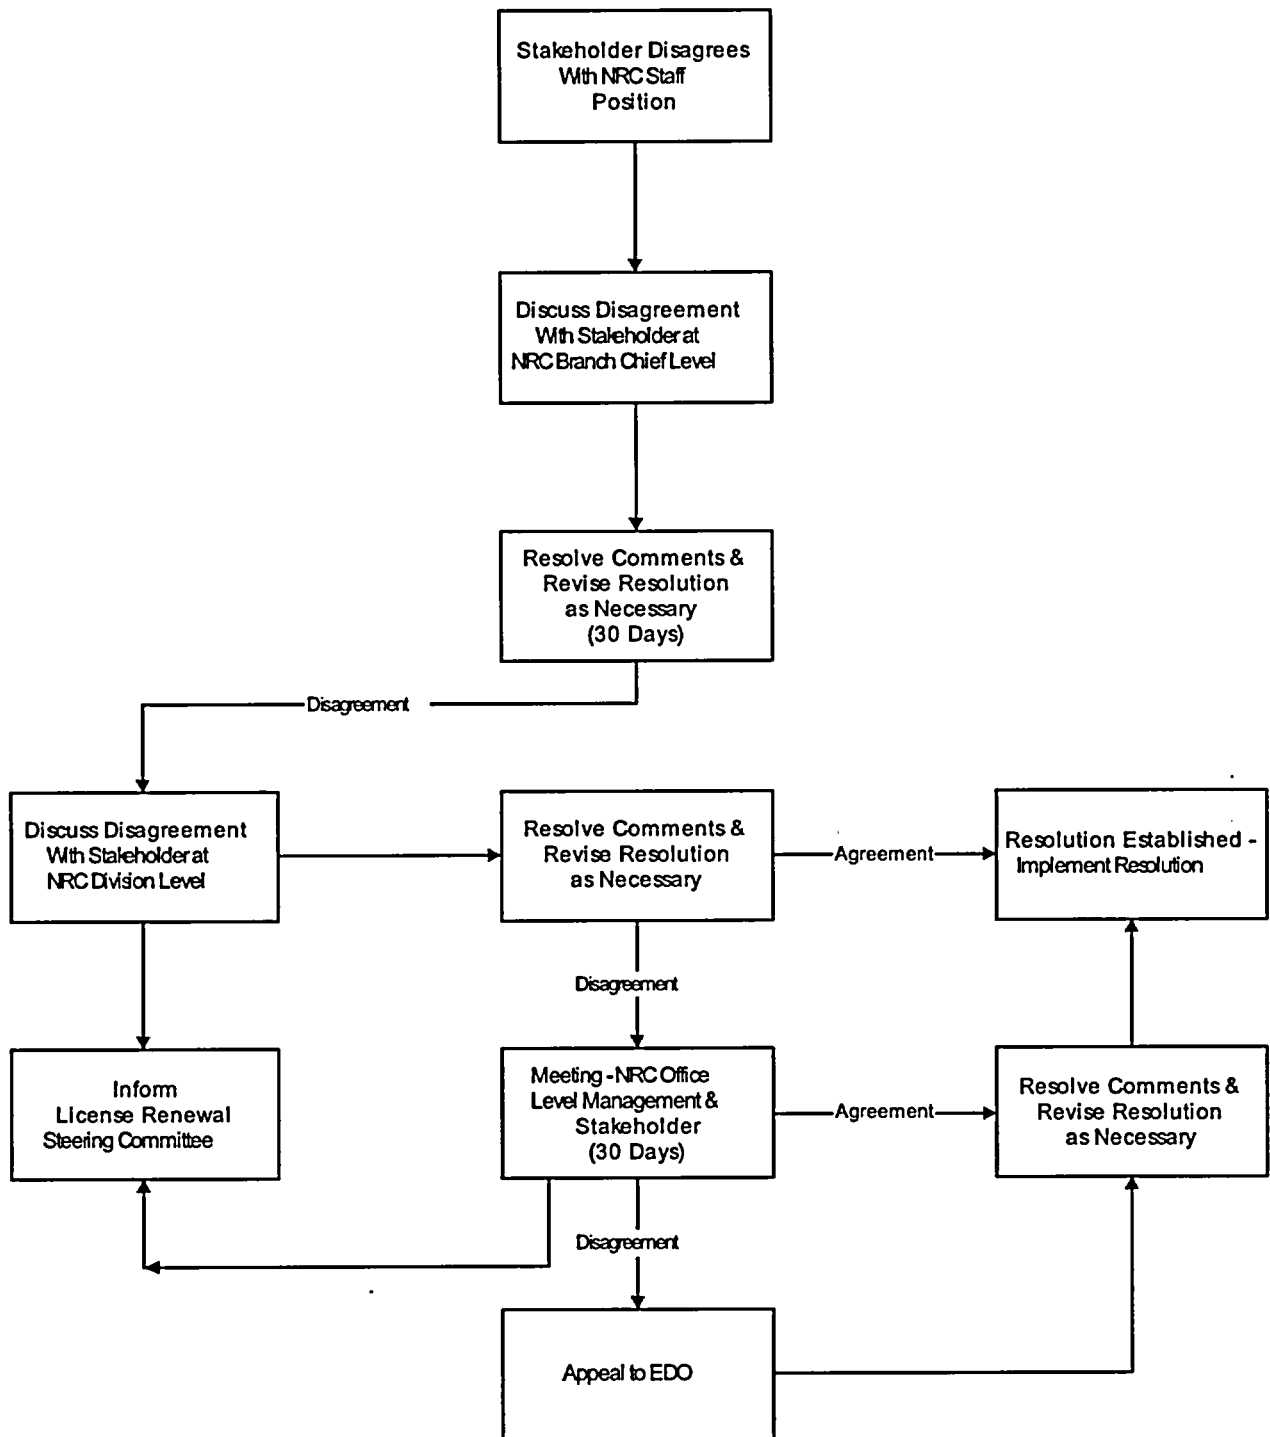 Stakeholder Disagrees
With NRC Staff
Position
Discuss Disagreement
With Stakeholder at
NRC Branch Chief Level
Resolve Comments &
Revise Resolution
as Necessary
(30 Days)
Disagreement
Discuss Disagreement
With Stakeholder at
NRC Division Level
Resolve Comments &
Revise Resolution
as Necessary
Agreement
Resolution Established -
Implement Resolution
Disagreement
Inform
License Renewal
Steering Committee
Meeting - NRC Office
Level Management &
Stakeholder
(30 Days)
Agreement
Resolve Comments &
Revise Resolution
as Necessary
Disagreement
Appeal to EDO